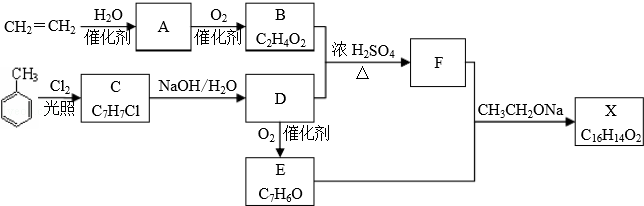 CH₂=CH₂ H₂O 催化剂 A O₂ 催化剂 B C₂H₄O₂
浓 H₂SO₄ △ F
CH₃ Cl₂ 光照 C C₇H₇Cl NaOH/H₂O D
O₂ 催化剂
CH₃CH₂ONa X C₁₆H₁₄O₂
E C₇H₆O